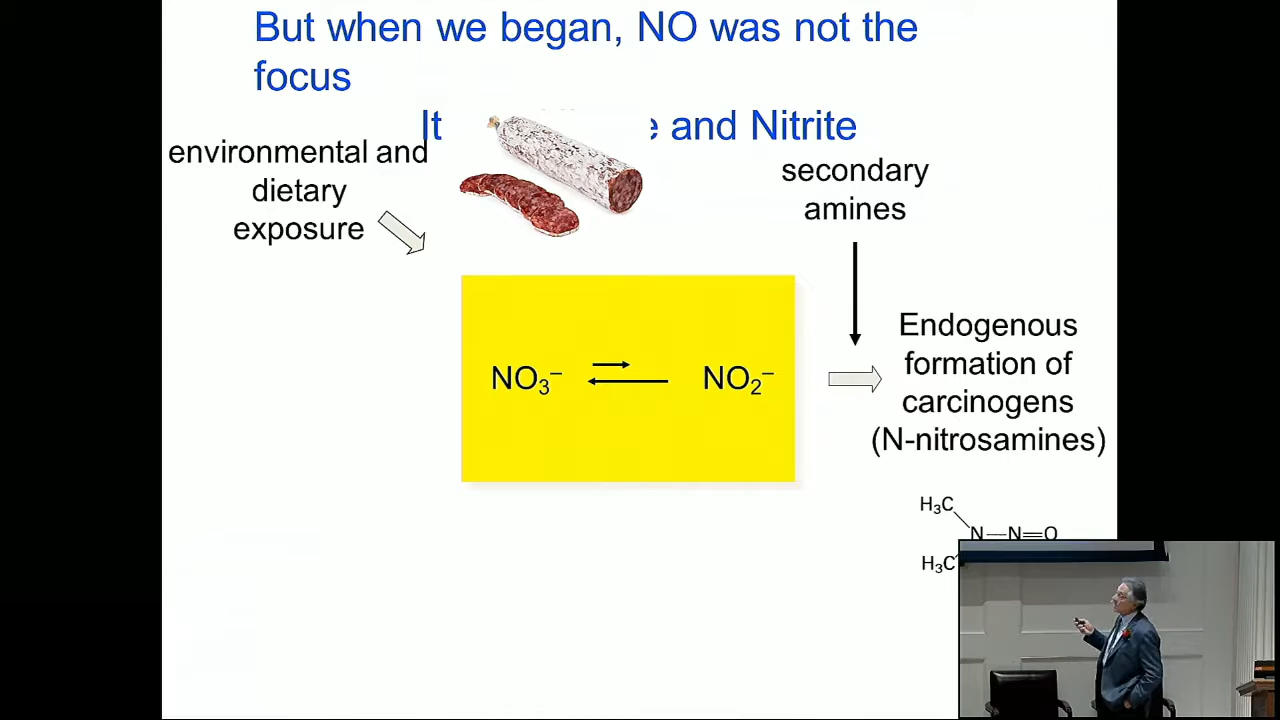 But when we began, NO was not the
focus
It and Nitrite
environmental and
dietary
exposure
secondary
amines
NO₃⁻ NO₂⁻
Endogenous
formation of
carcinogens
(N-nitrosamines)
H₃C
N—N═O
H₃C